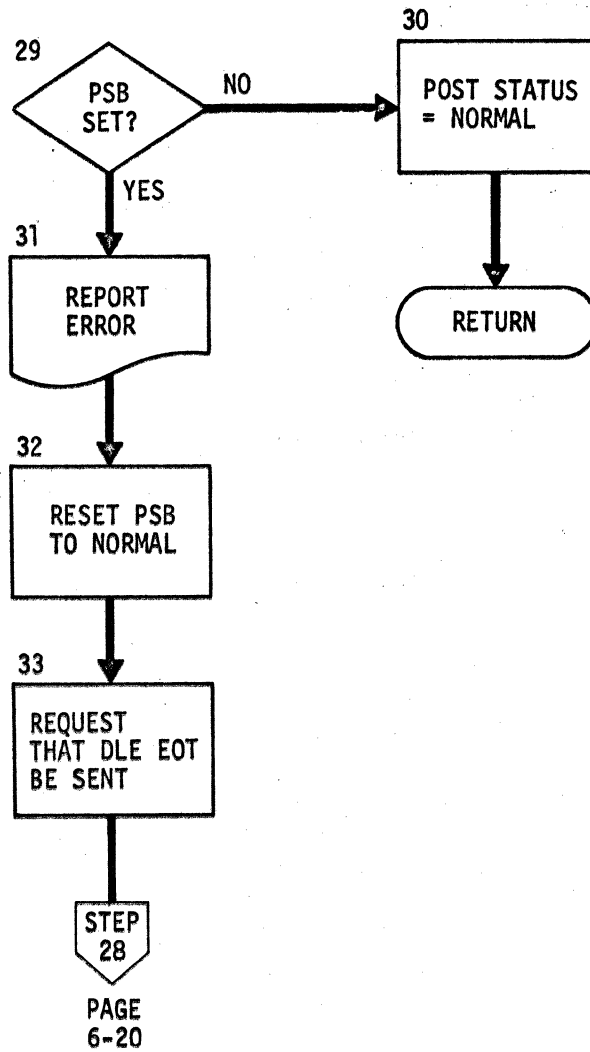 29
PSB
SET?
NO
YES
30
POST STATUS
= NORMAL
RETURN
31
REPORT
ERROR
32
RESET PSB
TO NORMAL
33
REQUEST
THAT DLE EOT
BE SENT
STEP
28
PAGE
6-20